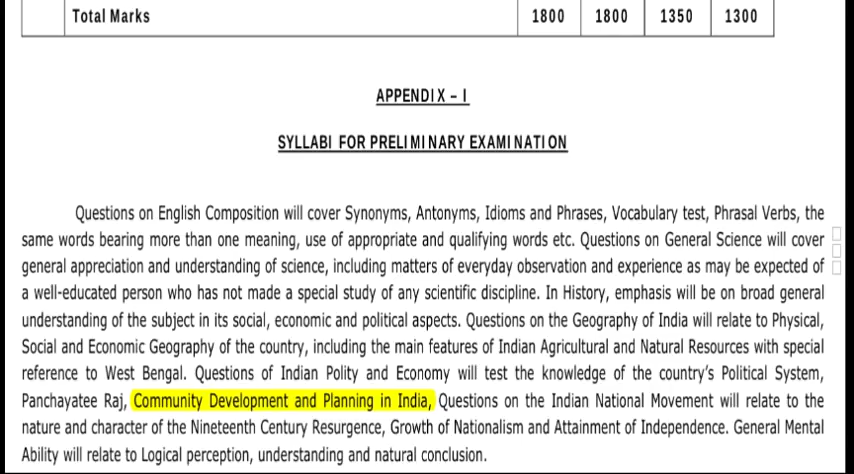 Total Marks 1800 1800 1350 1300
APPENDIX – I
SYLLABI FOR PRELIMINARY EXAMINATION
Questions on English Composition will cover Synonyms, Antonyms, Idioms and Phrases, Vocabulary test, Phrasal Verbs, the
same words bearing more than one meaning, use of appropriate and qualifying words etc. Questions on General Science will cover
general appreciation and understanding of science, including matters of everyday observation and experience as may be expected of
a well-educated person who has not made a special study of any scientific discipline. In History, emphasis will be on broad general
understanding of the subject in its social, economic and political aspects. Questions on the Geography of India will relate to Physical,
Social and Economic Geography of the country, including the main features of Indian Agricultural and Natural Resources with special
reference to West Bengal. Questions of Indian Polity and Economy will test the knowledge of the country's Political System,
Panchayatee Raj, Community Development and Planning in India, Questions on the Indian National Movement will relate to the
nature and character of the Nineteenth Century Resurgence, Growth of Nationalism and Attainment of Independence. General Mental
Ability will relate to Logical perception, understanding and natural conclusion.